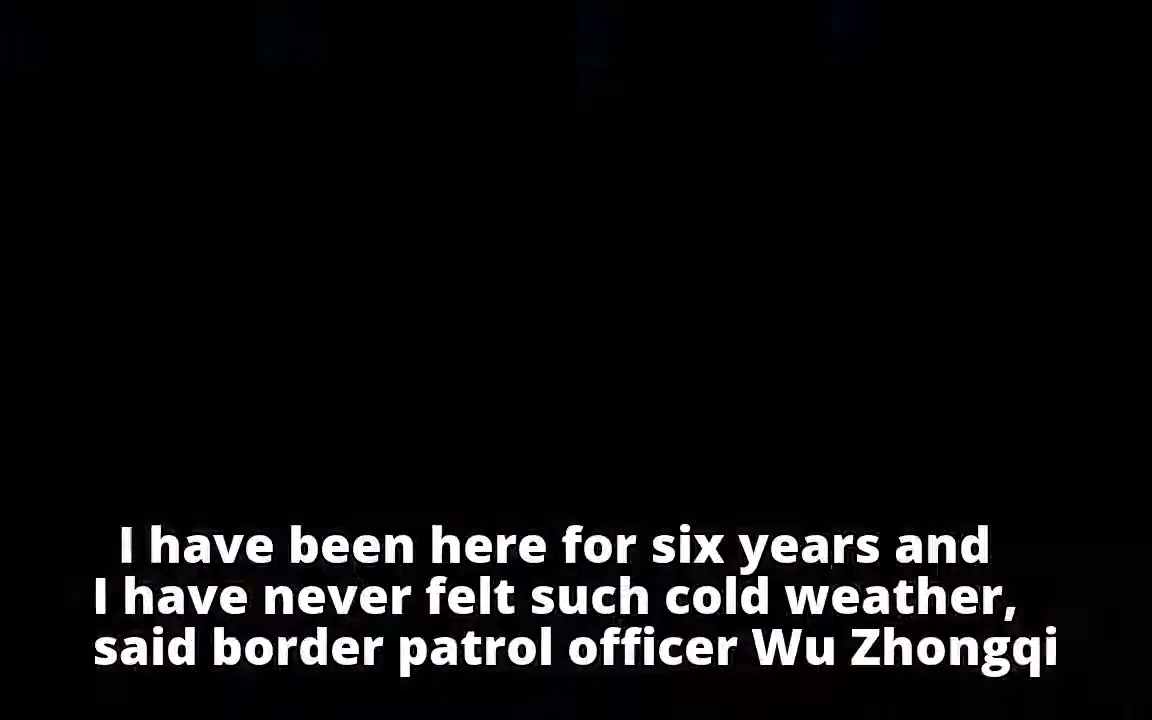 I have been here for six years and
I have never felt such cold weather,
said border patrol officer Wu Zhongqi